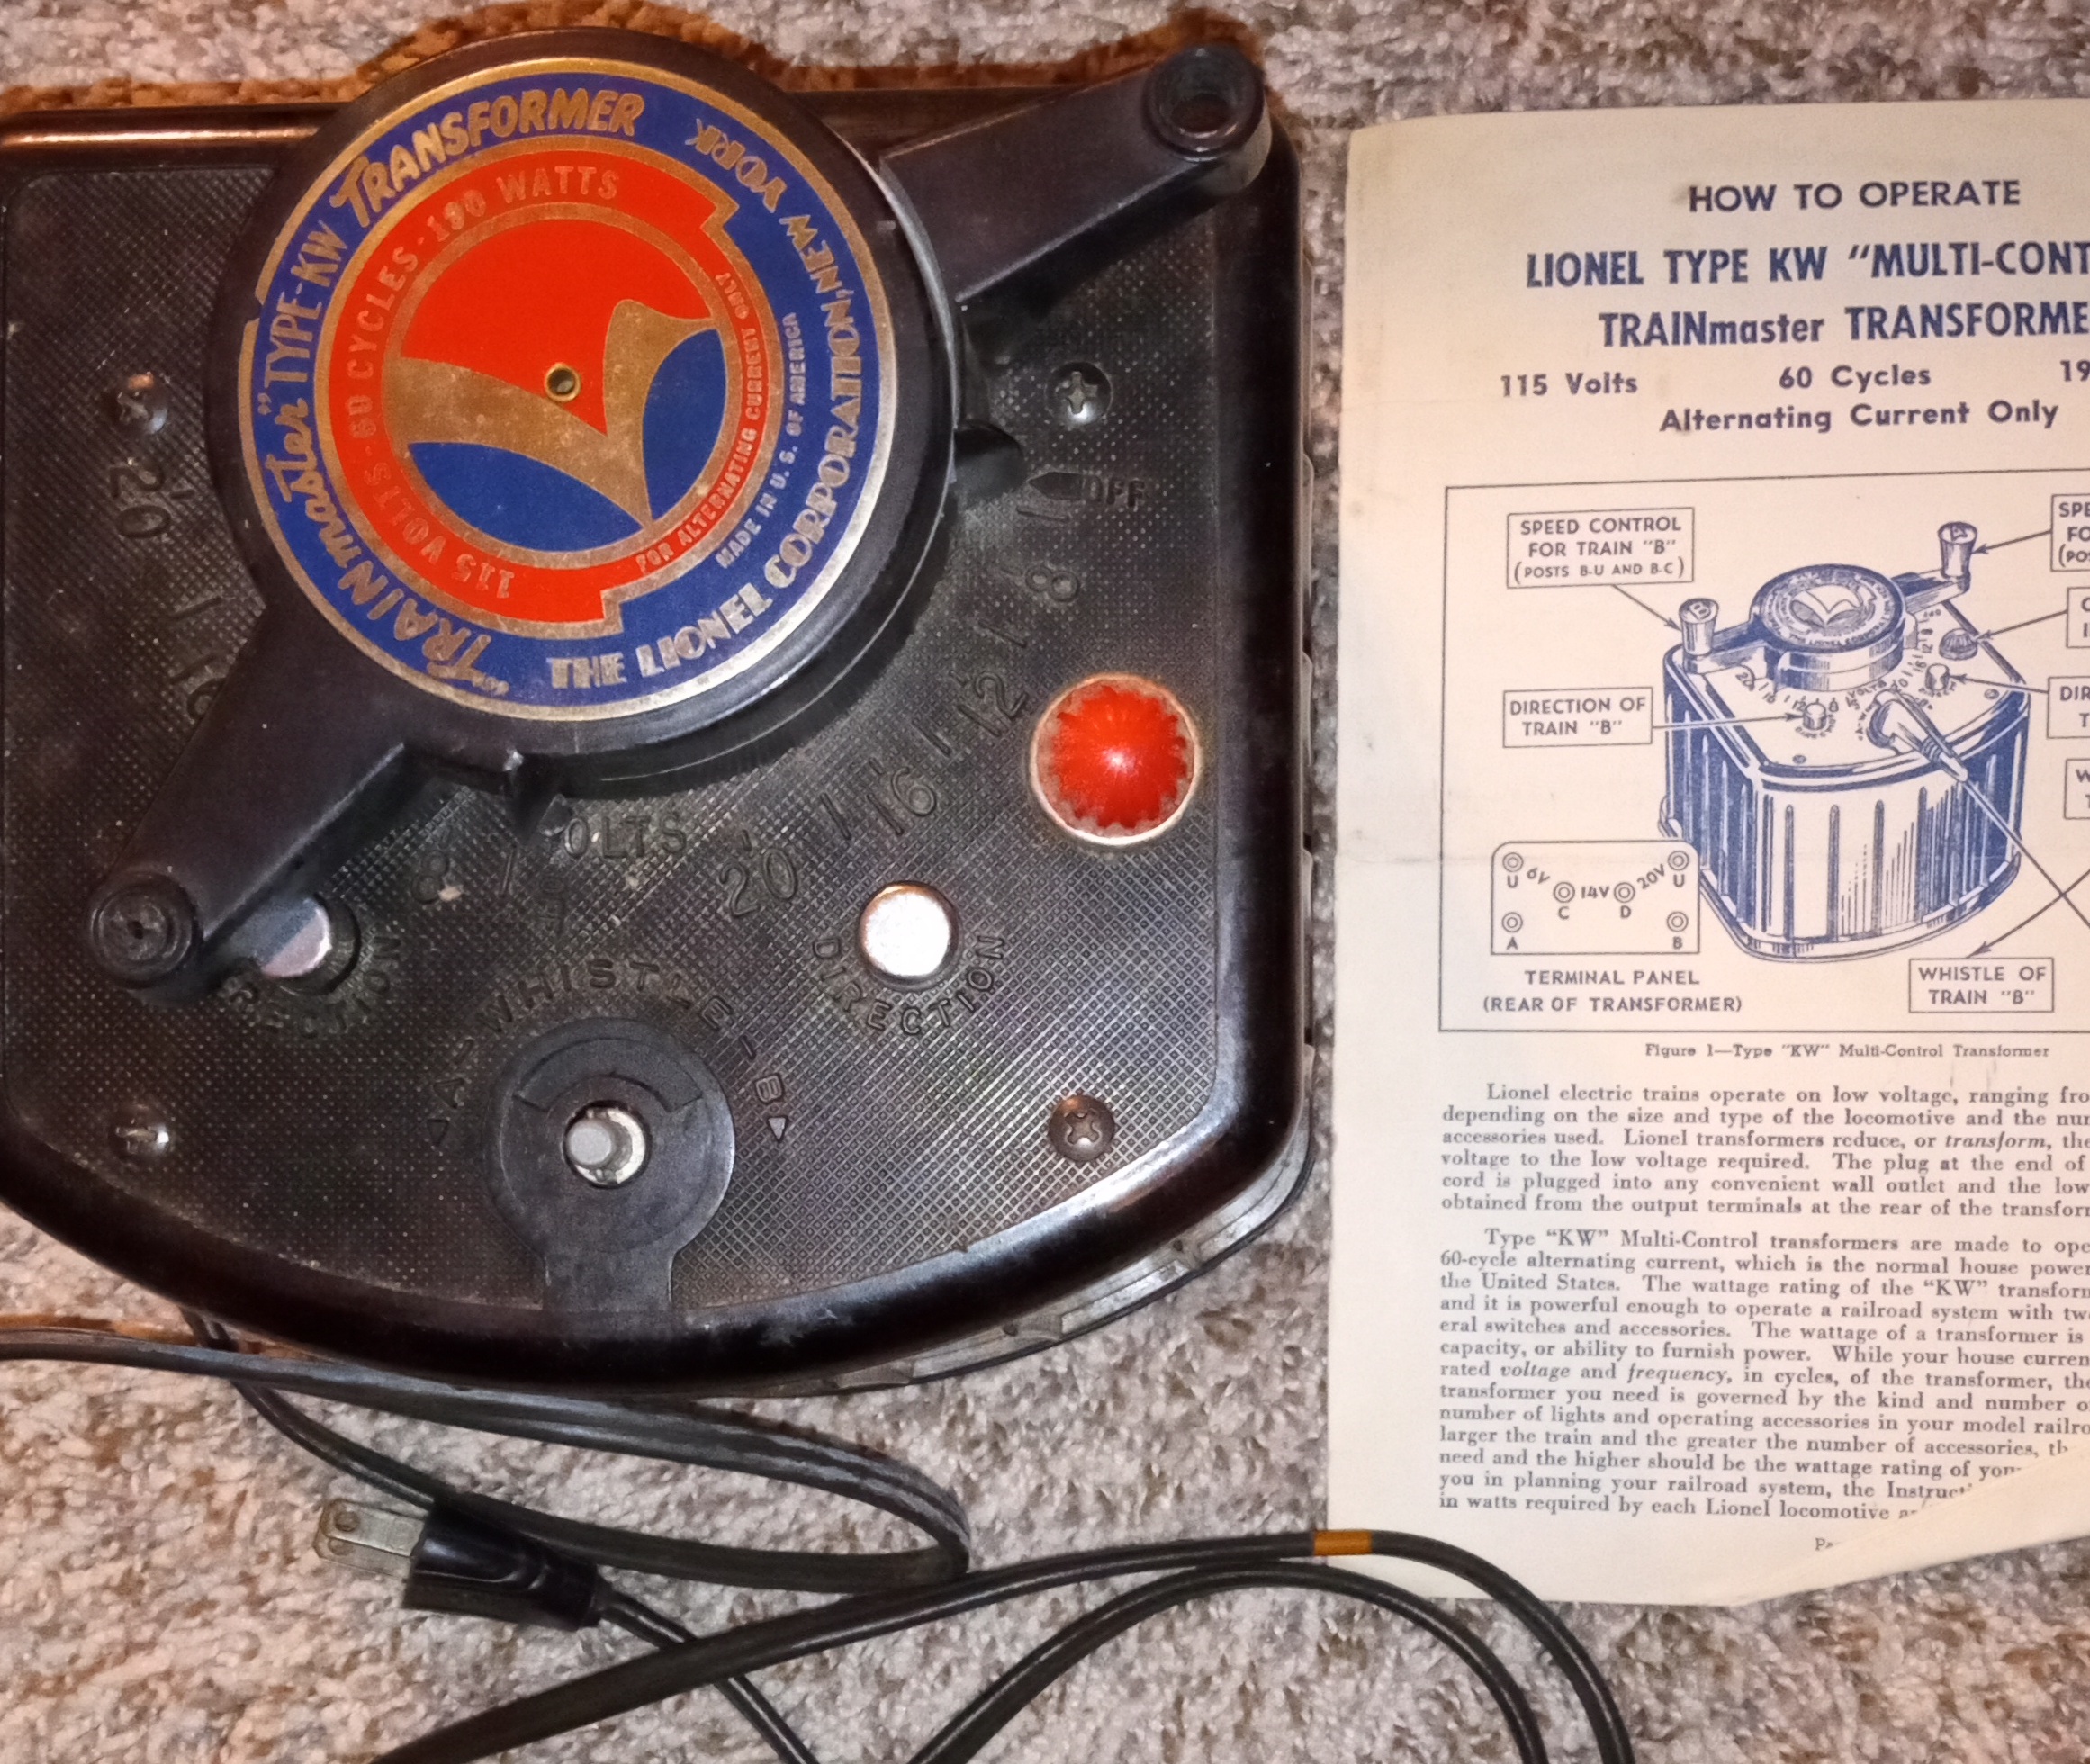 "TRAINmaster" TYPE-KW TRANSFORMER
THE LIONEL CORPORATION, NEW YORK
115 VOLTS - 60 CYCLES - 190 WATTS
FOR ALTERNATING CURRENT ONLY
MADE IN U. S. OF AMERICA
OFF
8
12
16
20
VOLTS
20
16
8
DIRECTION
DIRECTION
A - WHISTLE - B
HOW TO OPERATE
LIONEL TYPE KW "MULTI-CONT
TRAINmaster TRANSFORME
115 Volts 60 Cycles 19
Alternating Current Only
SPEED CONTROL
FOR TRAIN "B"
(POSTS B-U AND B-C)
SPE
FO
(PO
DIRECTION OF
TRAIN "B"
DIR
T
W
T
U 6V C 14V D 20V U
A B
TERMINAL PANEL
(REAR OF TRANSFORMER)
WHISTLE OF
TRAIN "B"
Figure 1—Type "KW" Multi-Control Transformer
Lionel electric trains operate on low voltage, ranging fro
depending on the size and type of the locomotive and the nu
accessories used. Lionel transformers reduce, or transform, the
voltage to the low voltage required. The plug at the end of
cord is plugged into any convenient wall outlet and the low
obtained from the output terminals at the rear of the transfor
Type "KW" Multi-Control transformers are made to ope
60-cycle alternating current, which is the normal house power
the United States. The wattage rating of the "KW" transform
and it is powerful enough to operate a railroad system with tw
eral switches and accessories. The wattage of a transformer is
capacity, or ability to furnish power. While your house curren
rated voltage and frequency, in cycles, of the transformer, the
transformer you need is governed by the kind and number o
number of lights and operating accessories in your model railro
larger the train and the greater the number of accessories, th
need and the higher should be the wattage rating of you
you in planning your railroad system, the Instruct
in watts required by each Lionel locomotive a